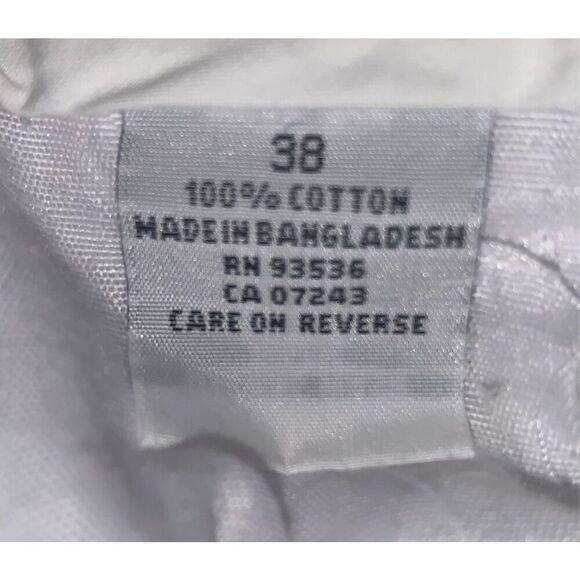 38
100% COTTON
MADE IN BANGLADESH
RN 93536
CA 07243
CARE ON REVERSE